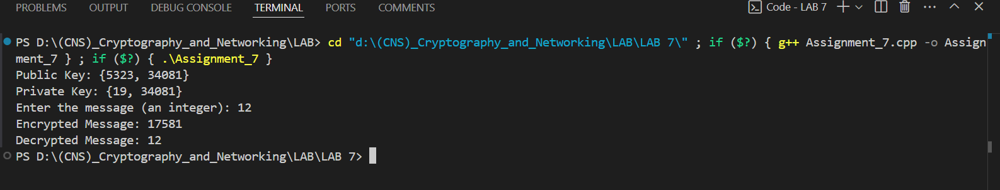 PROBLEMS OUTPUT DEBUG CONSOLE TERMINAL PORTS COMMENTS Code - LAB 7
PS D:\(CNS)_Cryptography_and_Networking\LAB> cd "d:\(CNS)_Cryptography_and_Networking\LAB\LAB 7\" ; if ($?) { g++ Assignment_7.cpp -o Assign
ment_7 } ; if ($?) { .\Assignment_7 }
Public Key: {5323, 34081}
Private Key: {19, 34081}
Enter the message (an integer): 12
Encrypted Message: 17581
Decrypted Message: 12
PS D:\(CNS)_Cryptography_and_Networking\LAB\LAB 7>